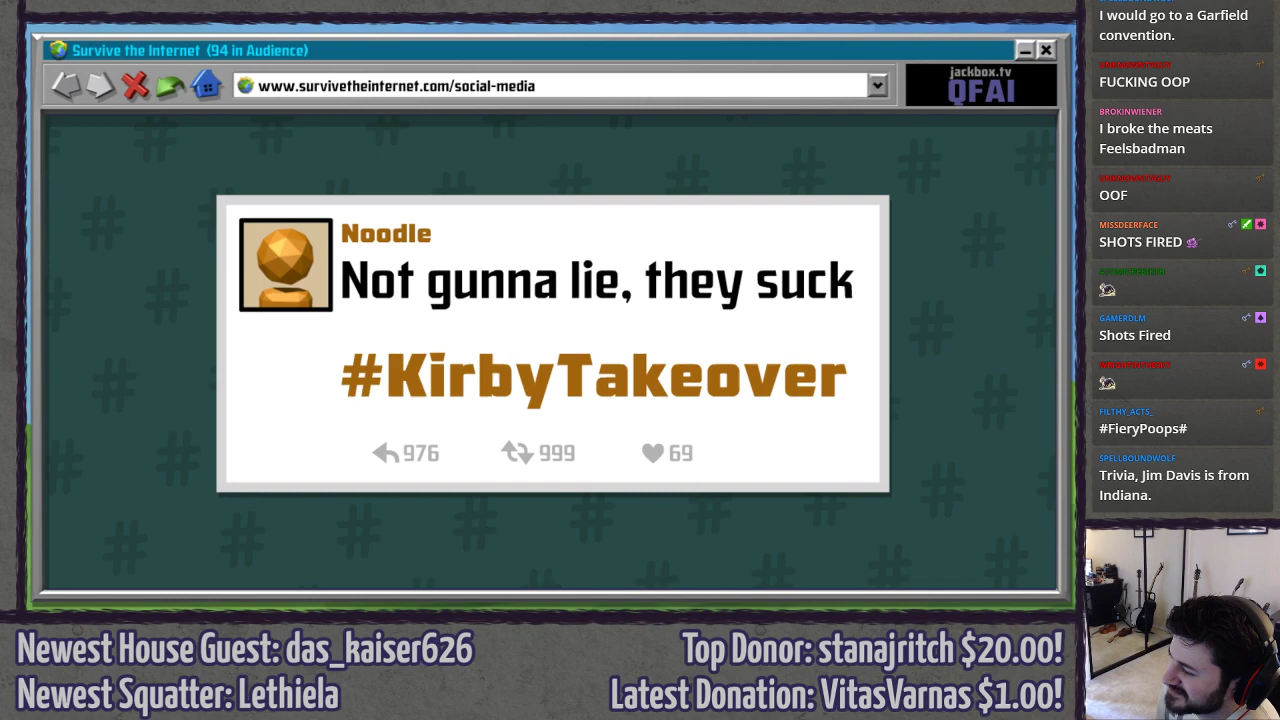 Survive the Internet (94 in Audience)
www.survivetheinternet.com/social-media
jackbox.tv
QFAI
Noodle
Not gunna lie, they suck
#KirbyTakeover
976 999 69
I would go to a Garfield
convention.
FUCKING OOP
BROKINWIENER
I broke the meats
Feelsbadman
OOF
MISSDEERFACE
SHOTS FIRED
GAMERDLM
Shots Fired
FILTHY_ACTS_
#FieryPoops#
SPELLBOUNDWOLF
Trivia, Jim Davis is from
Indiana.
Newest House Guest: das_kaiser626
Newest Squatter: Lethiela
Top Donor: stanajritch $20.00!
Latest Donation: VitasVarnas $1.00!